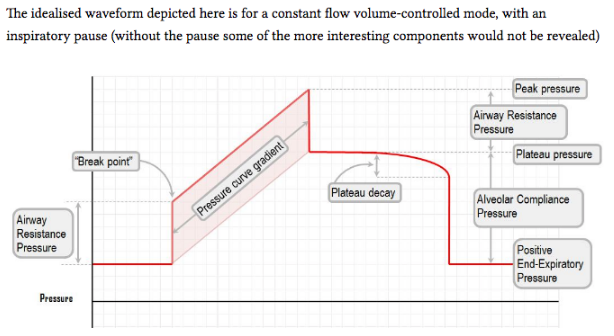 The idealised waveform depicted here is for a constant flow volume-controlled mode, with an
inspiratory pause (without the pause some of the more interesting components would not be revealed)
Peak pressure
Airway Resistance
Pressure
"Break point"
Pressure curve gradient
Plateau pressure
Plateau decay
Alveolar Compliance
Pressure
Airway
Resistance
Pressure
Positive
End-Expiratory
Pressure
Pressure